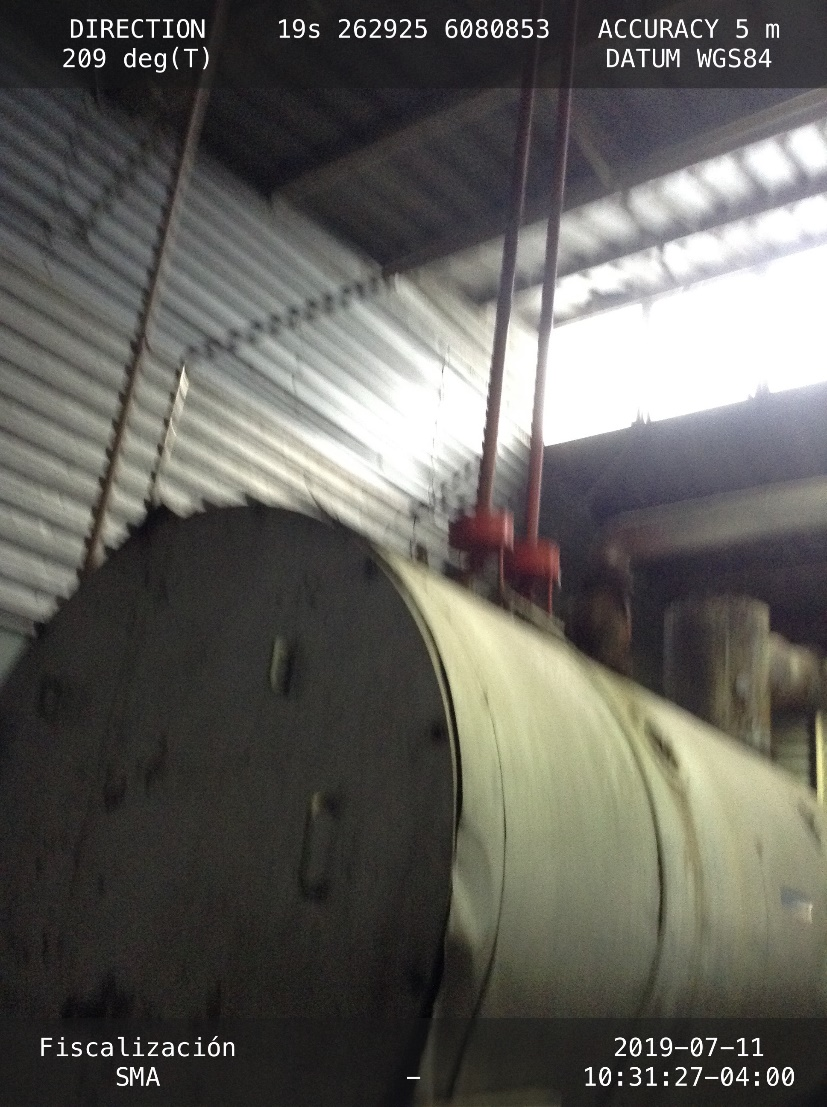 DIRECTION
209 deg(T)
19s 262925 6080853
ACCURACY 5 m
DATUM WGS84
Fiscalización
SMA
–
2019–07–11
10:31:27–04:00